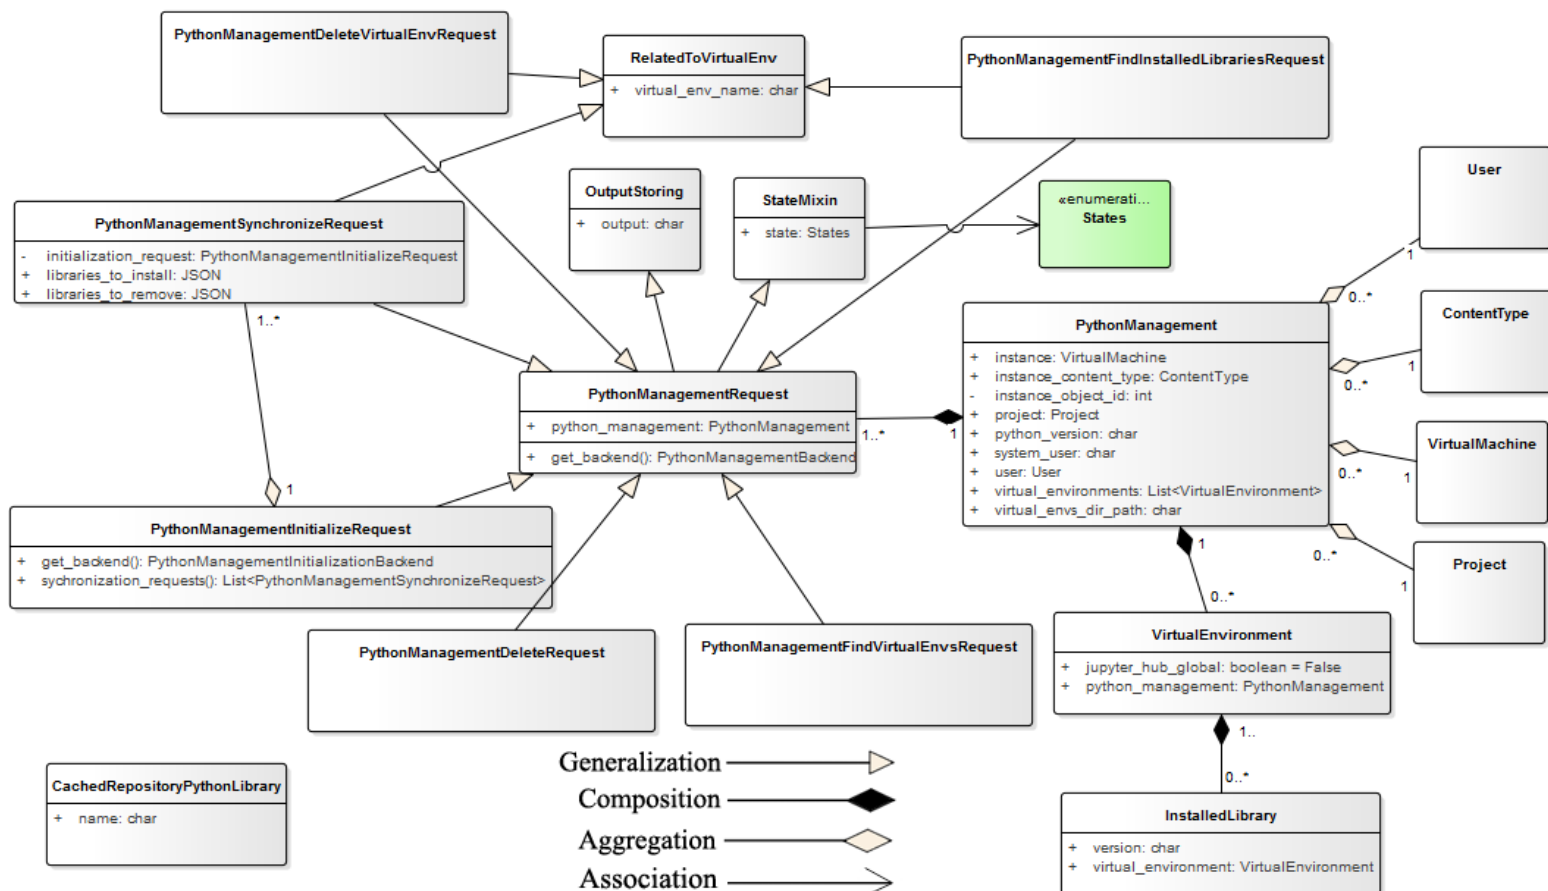 PythonManagementDeleteVirtualEnvRequest
RelatedToVirtualEnv
+ virtual_env_name: char
PythonManagementFindInstalledLibrariesRequest
OutputStoring
+ output: char
StateMixin
+ state: States
«enumerati...
States
User
PythonManagementSynchronizeRequest
- initialization_request: PythonManagementInitializeRequest
+ libraries_to_install: JSON
+ libraries_to_remove: JSON
1..*
1
0..*
ContentType
1
0..*
PythonManagement
+ instance: VirtualMachine
+ instance_content_type: ContentType
- instance_object_id: int
+ project: Project
+ python_version: char
+ system_user: char
+ user: User
+ virtual_environments: List<VirtualEnvironment>
+ virtual_envs_dir_path: char
PythonManagementRequest
+ python_management: PythonManagement
+ get_backend(): PythonManagementBackend
1..*
1
VirtualMachine
0..*
1
Project
0..*
1
1
PythonManagementInitializeRequest
+ get_backend(): PythonManagementInitializationBackend
+ sychronization_requests(): List<PythonManagementSynchronizeRequest>
1
0..*
PythonManagementDeleteRequest
PythonManagementFindVirtualEnvsRequest
VirtualEnvironment
+ jupyter_hub_global: boolean = False
+ python_management: PythonManagement
1..
0..*
CachedRepositoryPythonLibrary
+ name: char
InstalledLibrary
+ version: char
+ virtual_environment: VirtualEnvironment
Generalization
Composition
Aggregation
Association